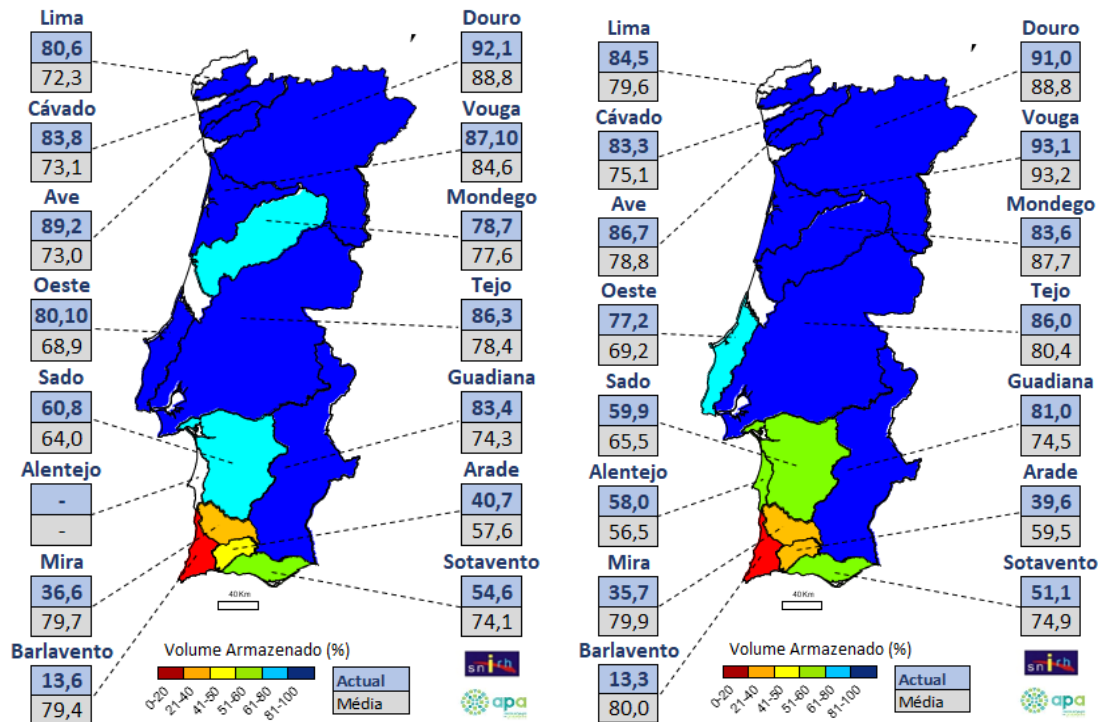 Lima
80,6
72,3
Cávado
83,8
73,1
Ave
89,2
73,0
Oeste
80,10
68,9
Sado
60,8
64,0
Alentejo
-
-
Mira
36,6
79,7
Barlavento
13,6
79,4
Douro
92,1
88,8
Vouga
87,10
84,6
Mondego
78,7
77,6
Tejo
86,3
78,4
Guadiana
83,4
74,3
Arade
40,7
57,6
Sotavento
54,6
74,1
40 Km
Volume Armazenado (%)
0-20
21-40
41-50
51-60
61-80
81-100
Actual
Média
snirh
apa
Lima
84,5
79,6
Cávado
83,3
75,1
Ave
86,7
78,8
Oeste
77,2
69,2
Sado
59,9
65,5
Alentejo
58,0
56,5
Mira
35,7
79,9
Barlavento
13,3
80,0
Douro
91,0
88,8
Vouga
93,1
93,2
Mondego
83,6
87,7
Tejo
86,0
80,4
Guadiana
81,0
74,5
Arade
39,6
59,5
Sotavento
51,1
74,9
40 Km
Volume Armazenado (%)
0-20
21-40
41-50
51-60
61-80
81-100
Actual
Média
snirh
apa